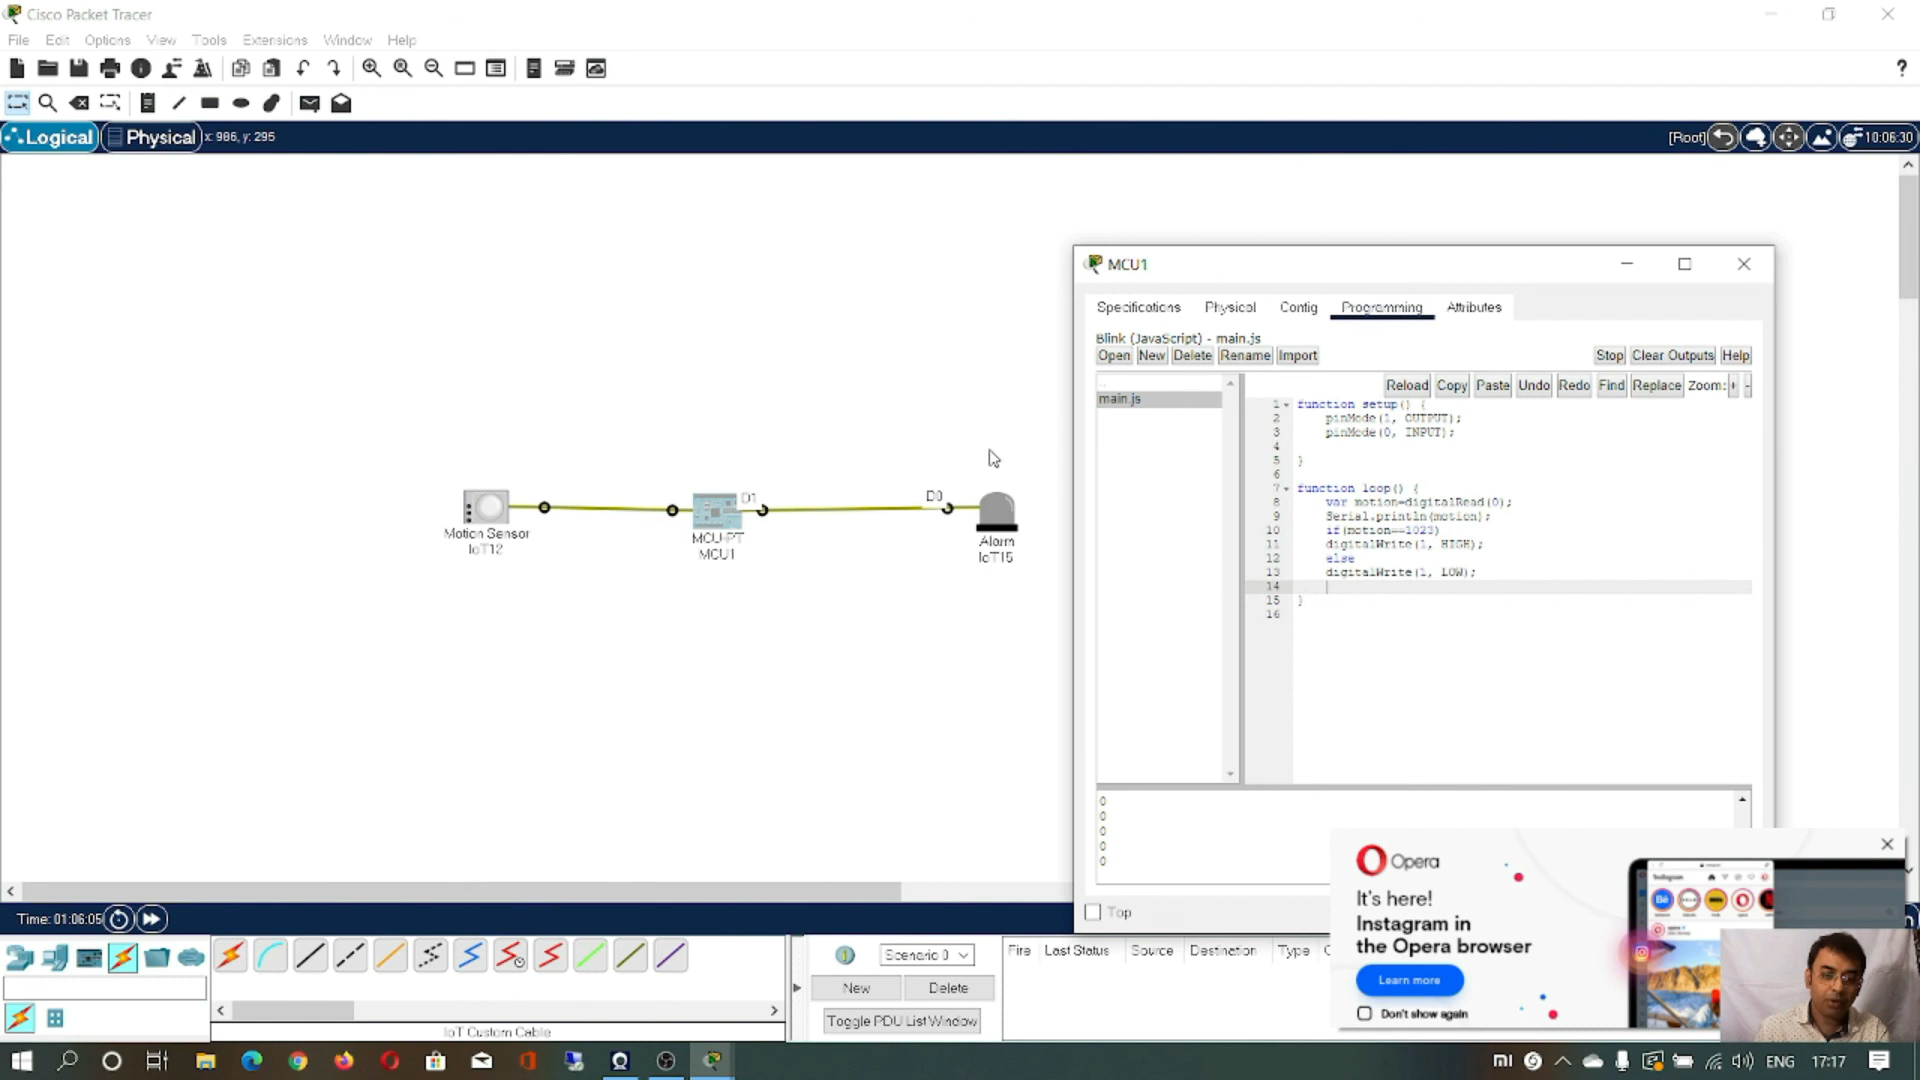 Cisco Packet Tracer
File Edit Options View Tools Extensions Window Help
?
Logical Physical x: 986, y: 295
[Root] 10:06:30
MCU1
Specifications Physical Config Programming Attributes
Blink (JavaScript) - main.js
Open New Delete Rename Import Stop Clear Outputs Help
Reload Copy Paste Undo Redo Find Replace Zoom: + -
..
main.js
1 function setup() {
2 pinMode(1, OUTPUT);
3 pinMode(0, INPUT);
4
5 }
6
7 function loop() {
8 var motion=digitalRead(0);
9 Serial.println(motion);
10 if(motion==1023)
11 digitalWrite(1, HIGH);
12 else
13 digitalWrite(1, LOW);
14
15 }
16
D1
D0
Motion Sensor
IoT12
MCU-PT
MCU1
Alarm
IoT15
0
0
0
0
0
Top
Opera
It's here!
Instagram in
the Opera browser
Learn more
Don't show again
Time: 01:06:05
Scenario 0
New Delete
Toggle PDU List Window
Fire Last Status Source Destination Type
IoT Custom Cable
ENG 17:17